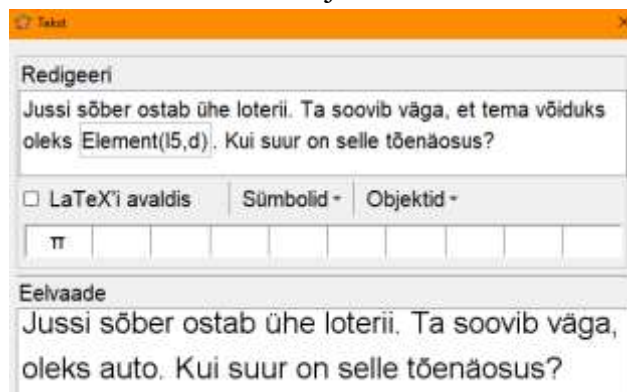 Tekst
Redigeeri
Jussi sõber ostab ühe loterii. Ta soovib väga, et tema võiduks
oleks Element(l5,d). Kui suur on selle tõenäosus?
LaTeX'i avaldis Sümbolid Objektid
π
Eelvaade
Jussi sõber ostab ühe loterii. Ta soovib väga,
oleks auto. Kui suur on selle tõenäosus?